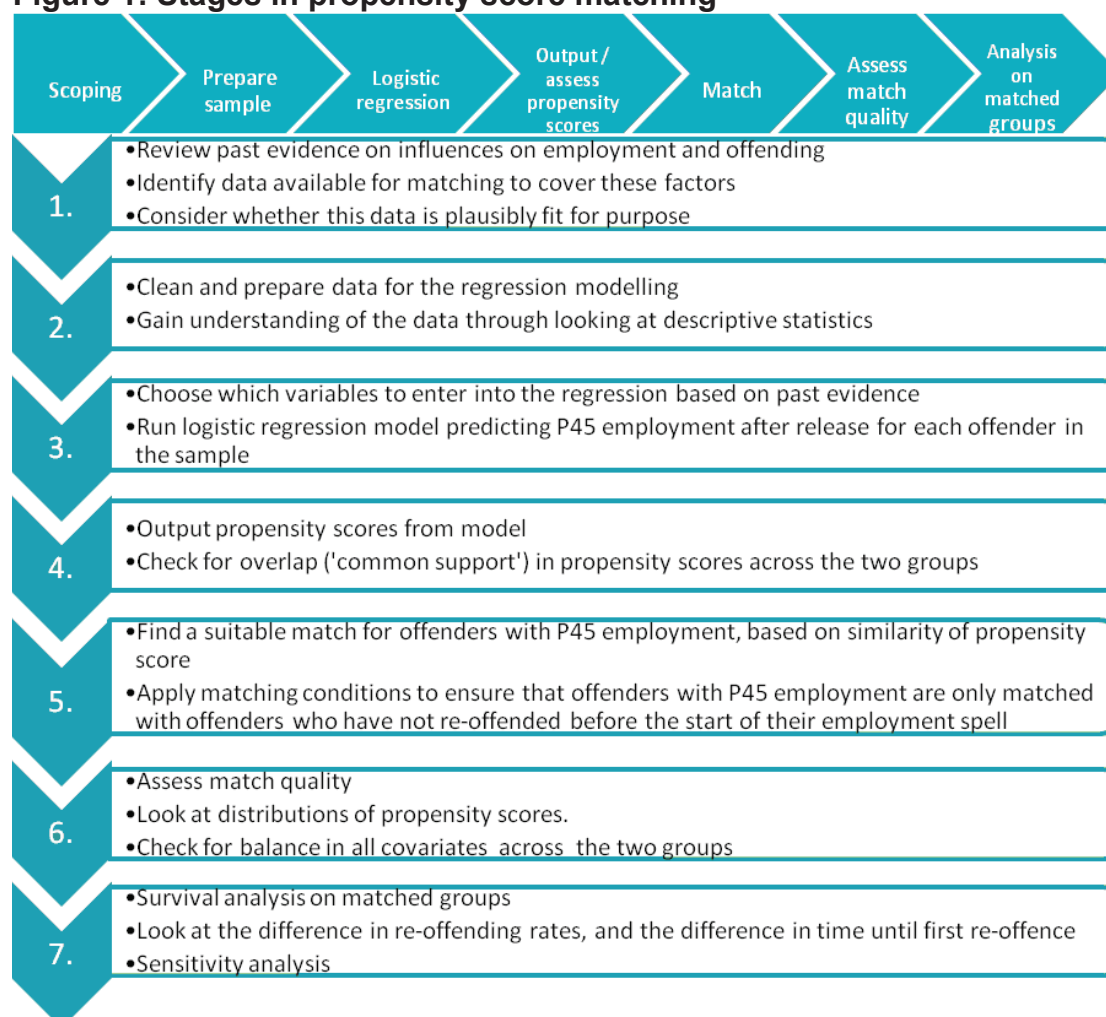 Figure 1: Stages in propensity score matching
Scoping
Prepare
sample
Logistic
regression
Output /
assess
propensity
scores
Match
Assess
match
quality
Analysis
on
matched
groups
1.
•Review past evidence on influences on employment and offending
•Identify data available for matching to cover these factors
•Consider whether this data is plausibly fit for purpose
2.
•Clean and prepare data for the regression modelling
•Gain understanding of the data through looking at descriptive statistics
3.
•Choose which variables to enter into the regression based on past evidence
•Run logistic regression model predicting P45 employment after release for each offender in
the sample
4.
•Output propensity scores from model
•Check for overlap ('common support') in propensity scores across the two groups
5.
•Find a suitable match for offenders with P45 employment, based on similarity of propensity
score
•Apply matching conditions to ensure that offenders with P45 employment are only matched
with offenders who have not re-offended before the start of their employment spell
6.
•Assess match quality
•Look at distributions of propensity scores.
•Check for balance in all covariates across the two groups
7.
•Survival analysis on matched groups
•Look at the difference in re-offending rates, and the difference in time until first re-offence
•Sensitivity analysis